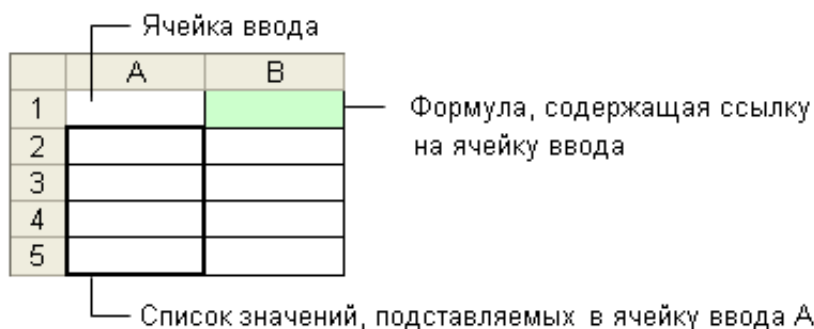 Ячейка ввода
A B
1
Формула, содержащая ссылку
на ячейку ввода
2
3
4
5
Список значений, подставляемых в ячейку ввода A